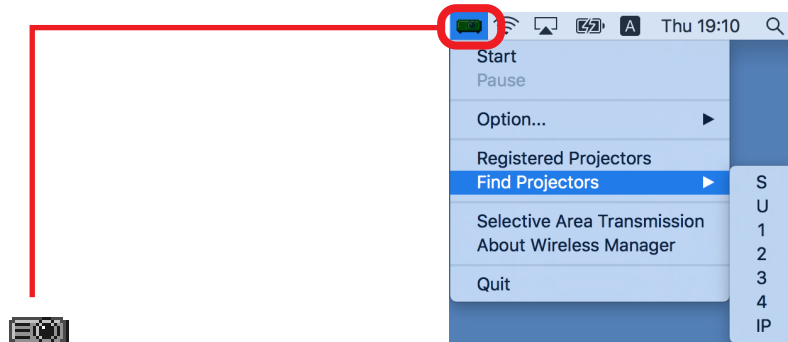 A Thu 19:10
Start
Pause
Option...
Registered Projectors
Find Projectors
Selective Area Transmission
About Wireless Manager
Quit
S
U
1
2
3
4
IP